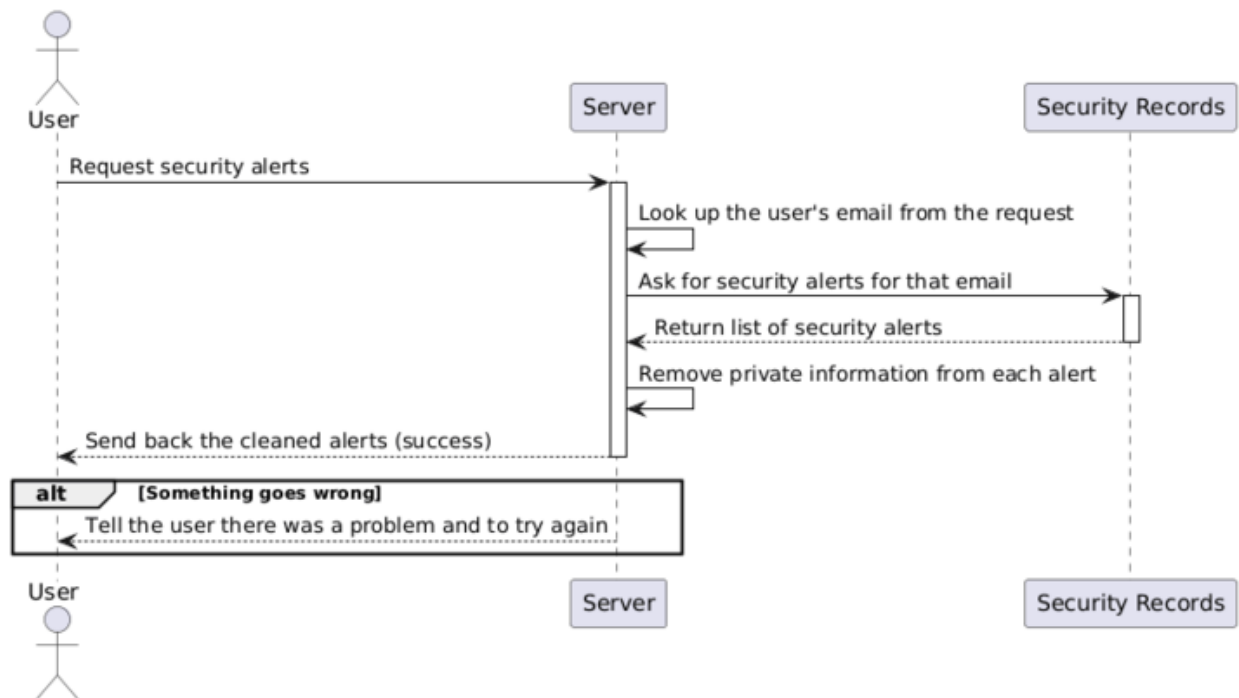 User
Server
Security Records
Request security alerts
Look up the user's email from the request
Ask for security alerts for that email
Return list of security alerts
Remove private information from each alert
Send back the cleaned alerts (success)
alt [Something goes wrong]
Tell the user there was a problem and to try again
User
Server
Security Records